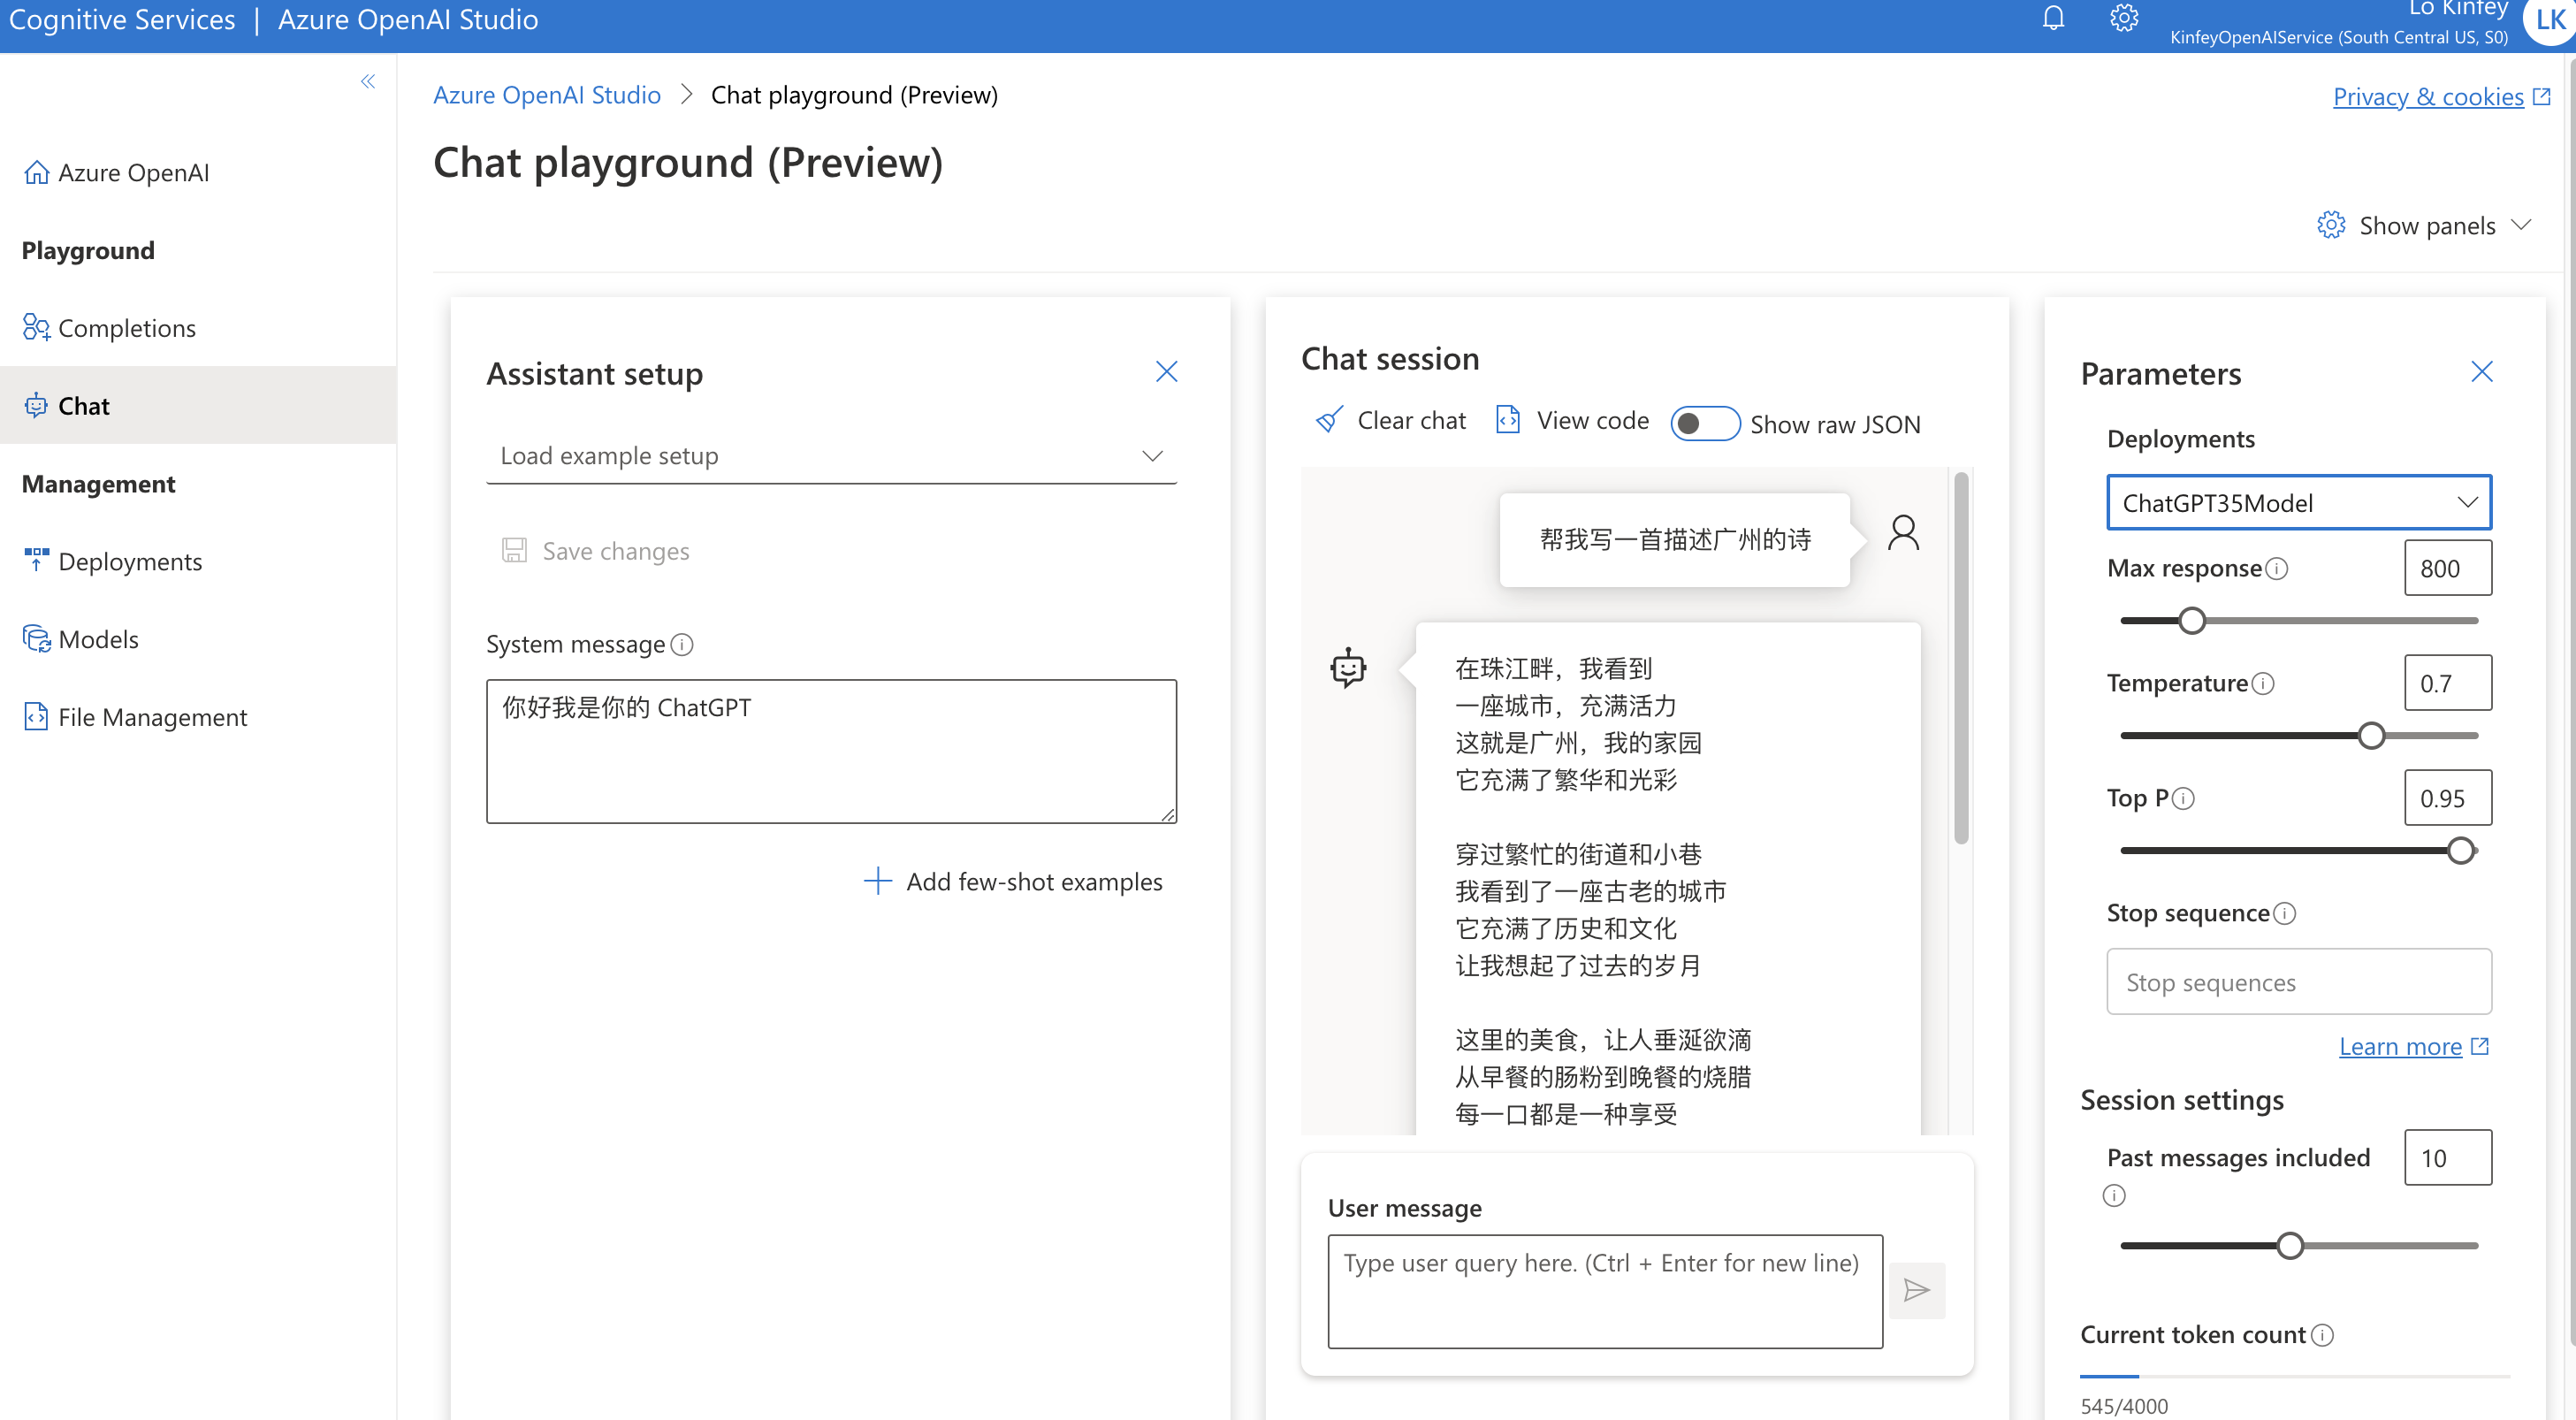 Cognitive Services | Azure OpenAI Studio
Lo Kinfey
KinfeyOpenAIService (South Central US, S0)
LK
Azure OpenAI Studio > Chat playground (Preview)
Privacy & cookies
Chat playground (Preview)
Show panels
Azure OpenAI
Playground
Completions
Chat
Management
Deployments
Models
File Management
Assistant setup
Load example setup
Save changes
System message
你好我是你的 ChatGPT
Add few-shot examples
Chat session
Clear chat
View code
Show raw JSON
帮我写一首描述广州的诗
在珠江畔，我看到
一座城市，充满活力
这就是广州，我的家园
它充满了繁华和光彩
穿过繁忙的街道和小巷
我看到了一座古老的城市
它充满了历史和文化
让我想起了过去的岁月
这里的美食，让人垂涎欲滴
从早餐的肠粉到晚餐的烧腊
每一口都是一种享受
User message
Type user query here. (Ctrl + Enter for new line)
Parameters
Deployments
ChatGPT35Model
Max response 800
Temperature 0.7
Top P 0.95
Stop sequence
Stop sequences
Learn more
Session settings
Past messages included 10
Current token count
545/4000